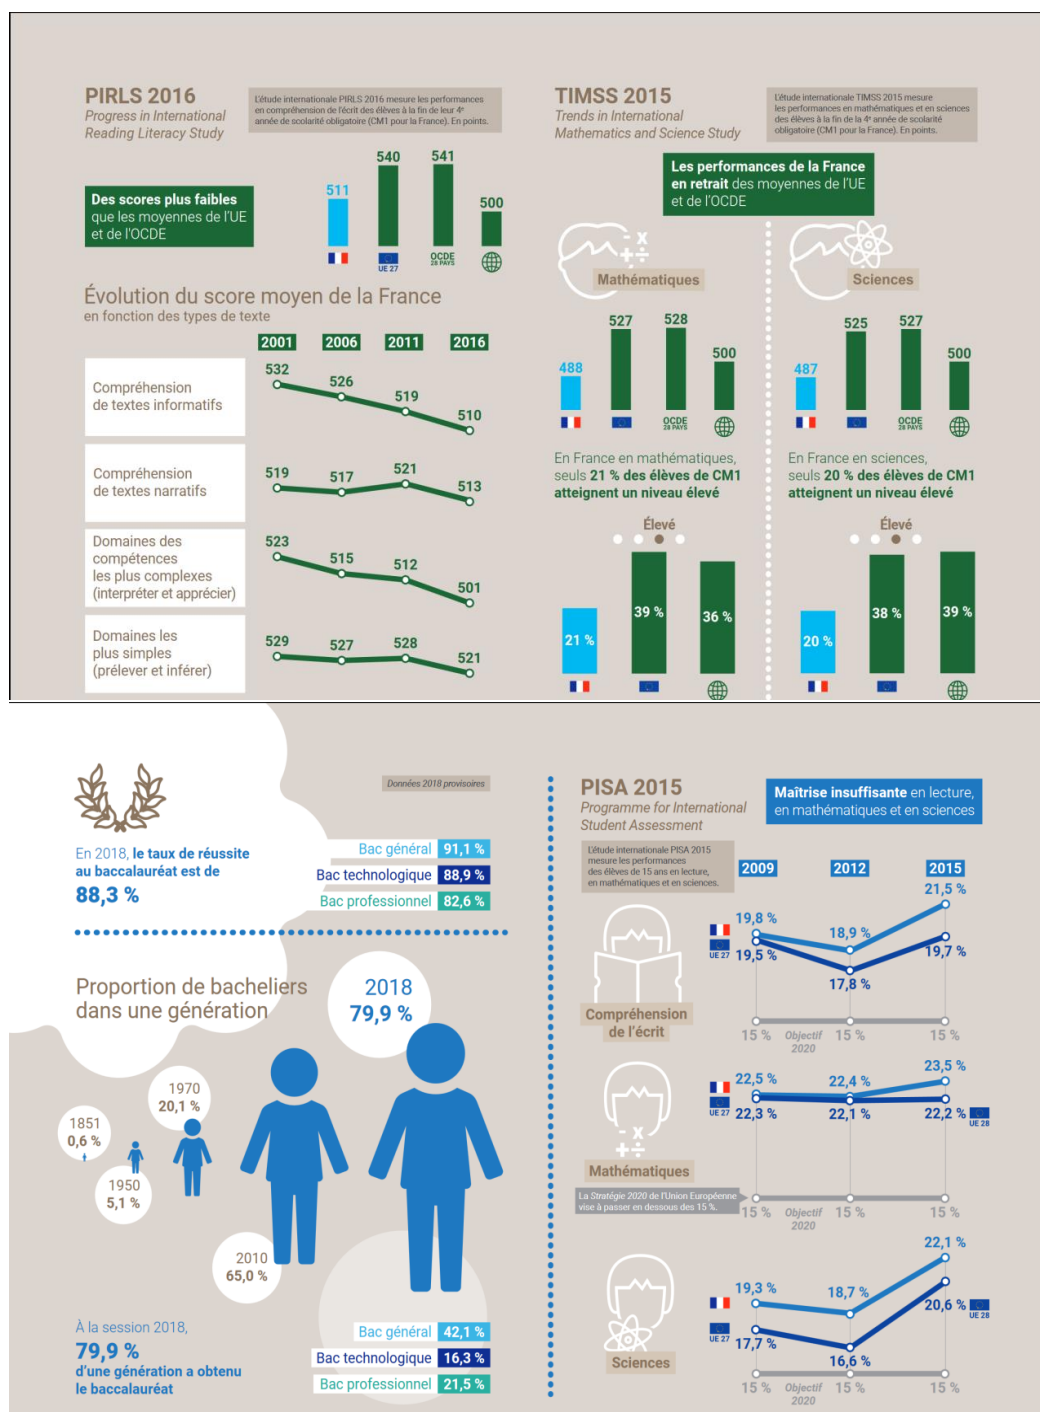 PIRLS 2016
Progress in International
Reading Literacy Study
L'étude internationale PIRLS 2016 mesure les performances
en compréhension de l'écrit des élèves à la fin de leur 4e
année de scolarité obligatoire (CM1 pour la France). En points.
Des scores plus faibles
que les moyennes de l'UE
et de l'OCDE
511
540
541
500
UE 27
OCDE
28 PAYS
Évolution du score moyen de la France
en fonction des types de texte
2001 2006 2011 2016
Compréhension
de textes informatifs
532 526 519 510
Compréhension
de textes narratifs
519 517 521 513
Domaines des
compétences
les plus complexes
(interpréter et apprécier)
523 515 512 501
Domaines les
plus simples
(prélever et inférer)
529 527 528 521
TIMSS 2015
Trends in International
Mathematics and Science Study
L'étude internationale TIMSS 2015 mesure
les performances en mathématiques et en sciences
des élèves à la fin de la 4e année de scolarité
obligatoire (CM1 pour la France). En points.
Les performances de la France
en retrait des moyennes de l'UE
et de l'OCDE
- x
+ ÷
Mathématiques
488 527 528 500
OCDE
28 PAYS
En France en mathématiques,
seuls 21 % des élèves de CM1
atteignent un niveau élevé
Élevé
21 % 39 % 36 %
Sciences
487 525 527 500
OCDE
28 PAYS
En France en sciences,
seuls 20 % des élèves de CM1
atteignent un niveau élevé
Élevé
20 % 38 % 39 %
Données 2018 provisoires
En 2018, le taux de réussite
au baccalauréat est de
88,3 %
Bac général 91,1 %
Bac technologique 88,9 %
Bac professionnel 82,6 %
Proportion de bacheliers
dans une génération
2018
79,9 %
1970
20,1 %
1851
0,6 %
1950
5,1 %
2010
65,0 %
À la session 2018,
79,9 %
d'une génération a obtenu
le baccalauréat
Bac général 42,1 %
Bac technologique 16,3 %
Bac professionnel 21,5 %
PISA 2015
Programme for International
Student Assessment
Maîtrise insuffisante en lecture,
en mathématiques et en sciences
L'étude internationale PISA 2015
mesure les performances
des élèves de 15 ans en lecture,
en mathématiques et en sciences.
2009 2012 2015
19,8 % 18,9 % 21,5 %
UE 27 19,5 % 17,8 % 19,7 %
Compréhension
de l'écrit
15 % Objectif 2020 15 % 15 %
22,5 % 22,4 % 23,5 %
UE 27 22,3 % 22,1 % 22,2 % UE 28
- x
+ ÷
Mathématiques
La Stratégie 2020 de l'Union Européenne
vise à passer en dessous des 15 %.
15 % Objectif 2020 15 % 15 %
19,3 % 18,7 % 22,1 %
UE 27 17,7 % 16,6 % 20,6 % UE 28
Sciences
15 % Objectif 2020 15 % 15 %